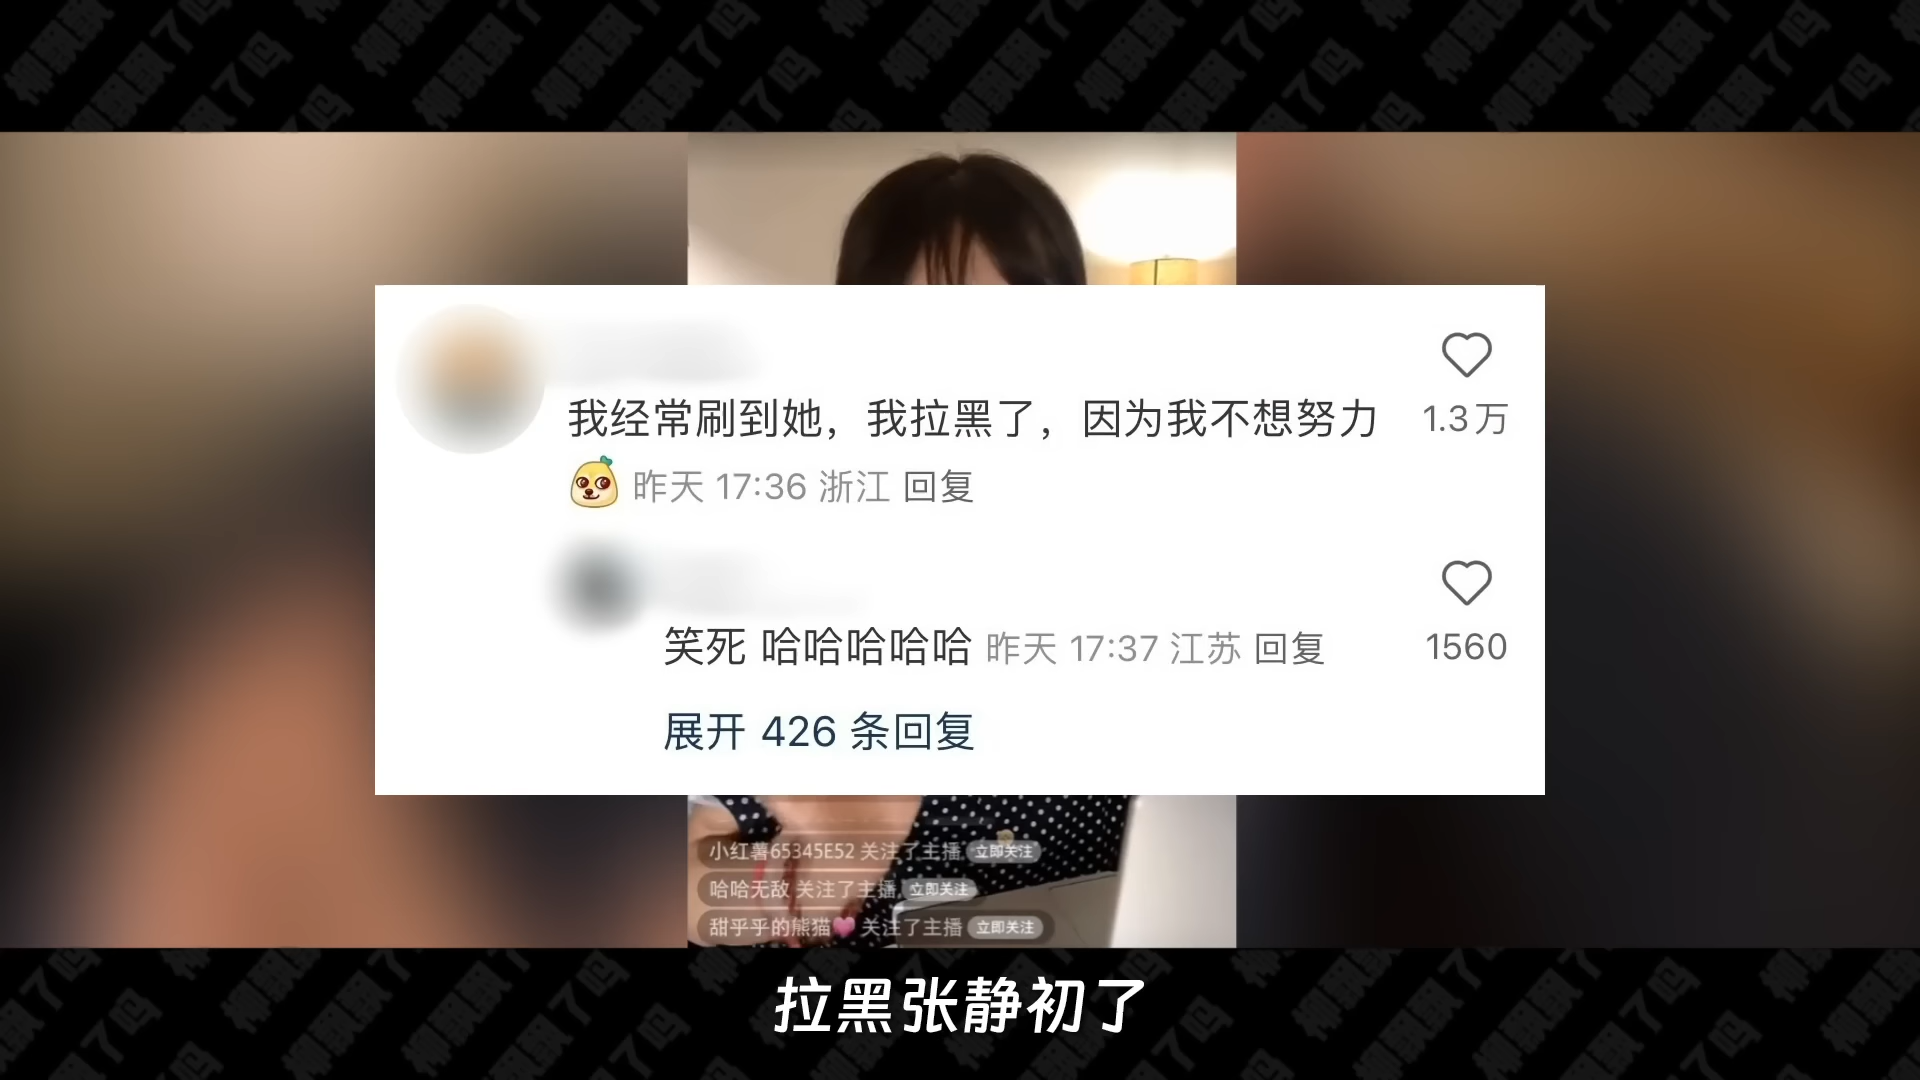 我经常刷到她，我拉黑了，因为我不想努力
1.3万
昨天 17:36 浙江 回复
笑死 哈哈哈哈哈 昨天 17:37 江苏 回复
1560
展开 426 条回复
小红薯65345E52 关注了主播 立即关注
哈哈无敌 关注了主播 立即关注
甜乎乎的熊猫🩷 关注了主播 立即关注
拉黑张静初了
柳飘飘了吗